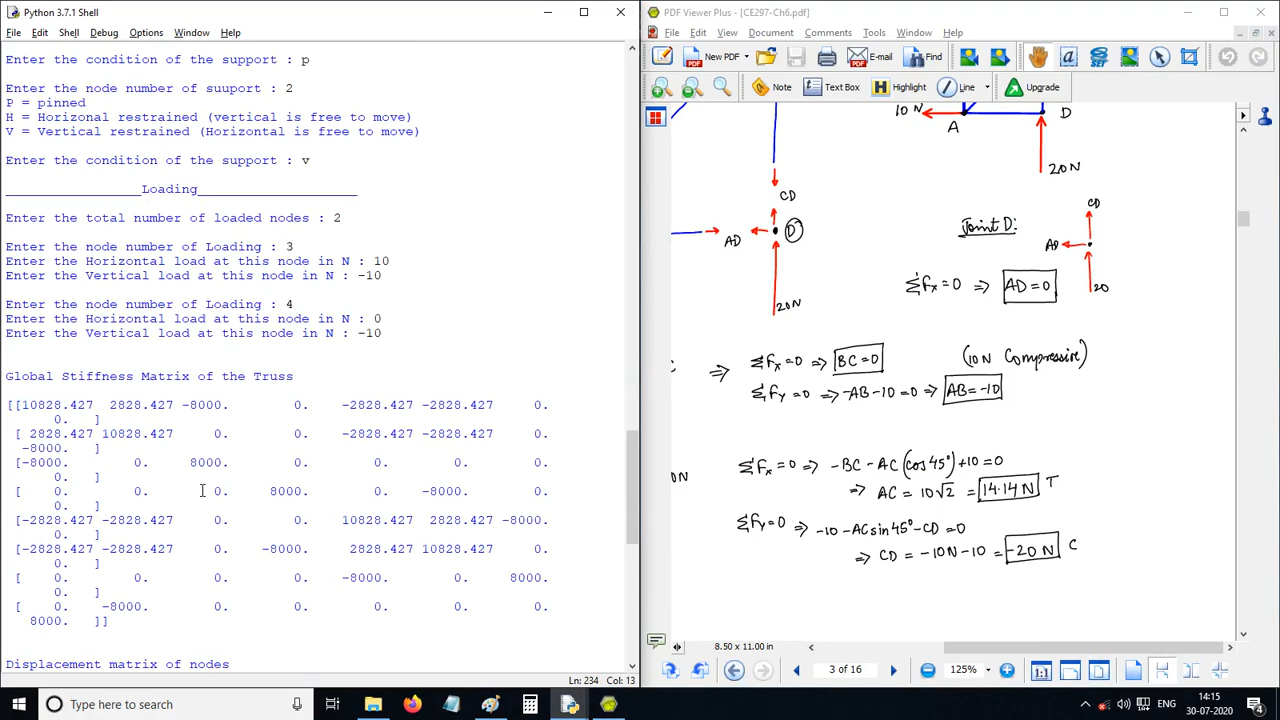 Python 3.7.1 Shell
File Edit Shell Debug Options Window Help
Enter the condition of the support : p
Enter the node number of suuport : 2
P = pinned
H = Horizonal restrained (vertical is free to move)
V = Vertical restrained (Horizontal is free to move)
Enter the condition of the support : v
_________________Loading____________________
Enter the total number of loaded nodes : 2
Enter the node number of Loading : 3
Enter the Horizontal load at this node in N : 10
Enter the Vertical load at this node in N : -10
Enter the node number of Loading : 4
Enter the Horizontal load at this node in N : 0
Enter the Vertical load at this node in N : -10
Global Stiffness Matrix of the Truss
[[10828.427 2828.427 -8000. 0. -2828.427 -2828.427 0.
0. ]
[ 2828.427 10828.427 0. 0. -2828.427 -2828.427 0.
-8000. ]
[-8000. 0. 8000. 0. 0. 0. 0.
0. ]
[ 0. 0. 0. 8000. 0. -8000. 0.
0. ]
[-2828.427 -2828.427 0. 0. 10828.427 2828.427 -8000.
0. ]
[-2828.427 -2828.427 0. -8000. 2828.427 10828.427 0.
0. ]
[ 0. 0. 0. 0. -8000. 0. 8000.
0. ]
[ 0. -8000. 0. 0. 0. 0. 0.
8000. ]]
Displacement matrix of nodes
Ln: 234 Col: 13
PDF Viewer Plus - [CE297-Ch6.pdf]
File Edit View Document Comments Tools Window Help
New PDF E-mail Find
Note Text Box Highlight Line Upgrade
10 N
A
D
20N
CD
AD
D
20N
Joint D:
CD
AD
20
ΣFx=0 => AD=0
C => ΣFx=0 => BC=0
(10N Compressive)
ΣFy=0 => -AB-10=0 => AB=-10
0N
ΣFx=0 => -BC - AC(cos45°)+10=0
=> AC = 10√2 = 14.14 N T
ΣFy=0 => -10 - ACsin45° - CD=0
=> CD = -10N-10 = -20 N C
8.50 x 11.00 in
3 of 16
125%
Type here to search
ENG
14:15
30-07-2020
4